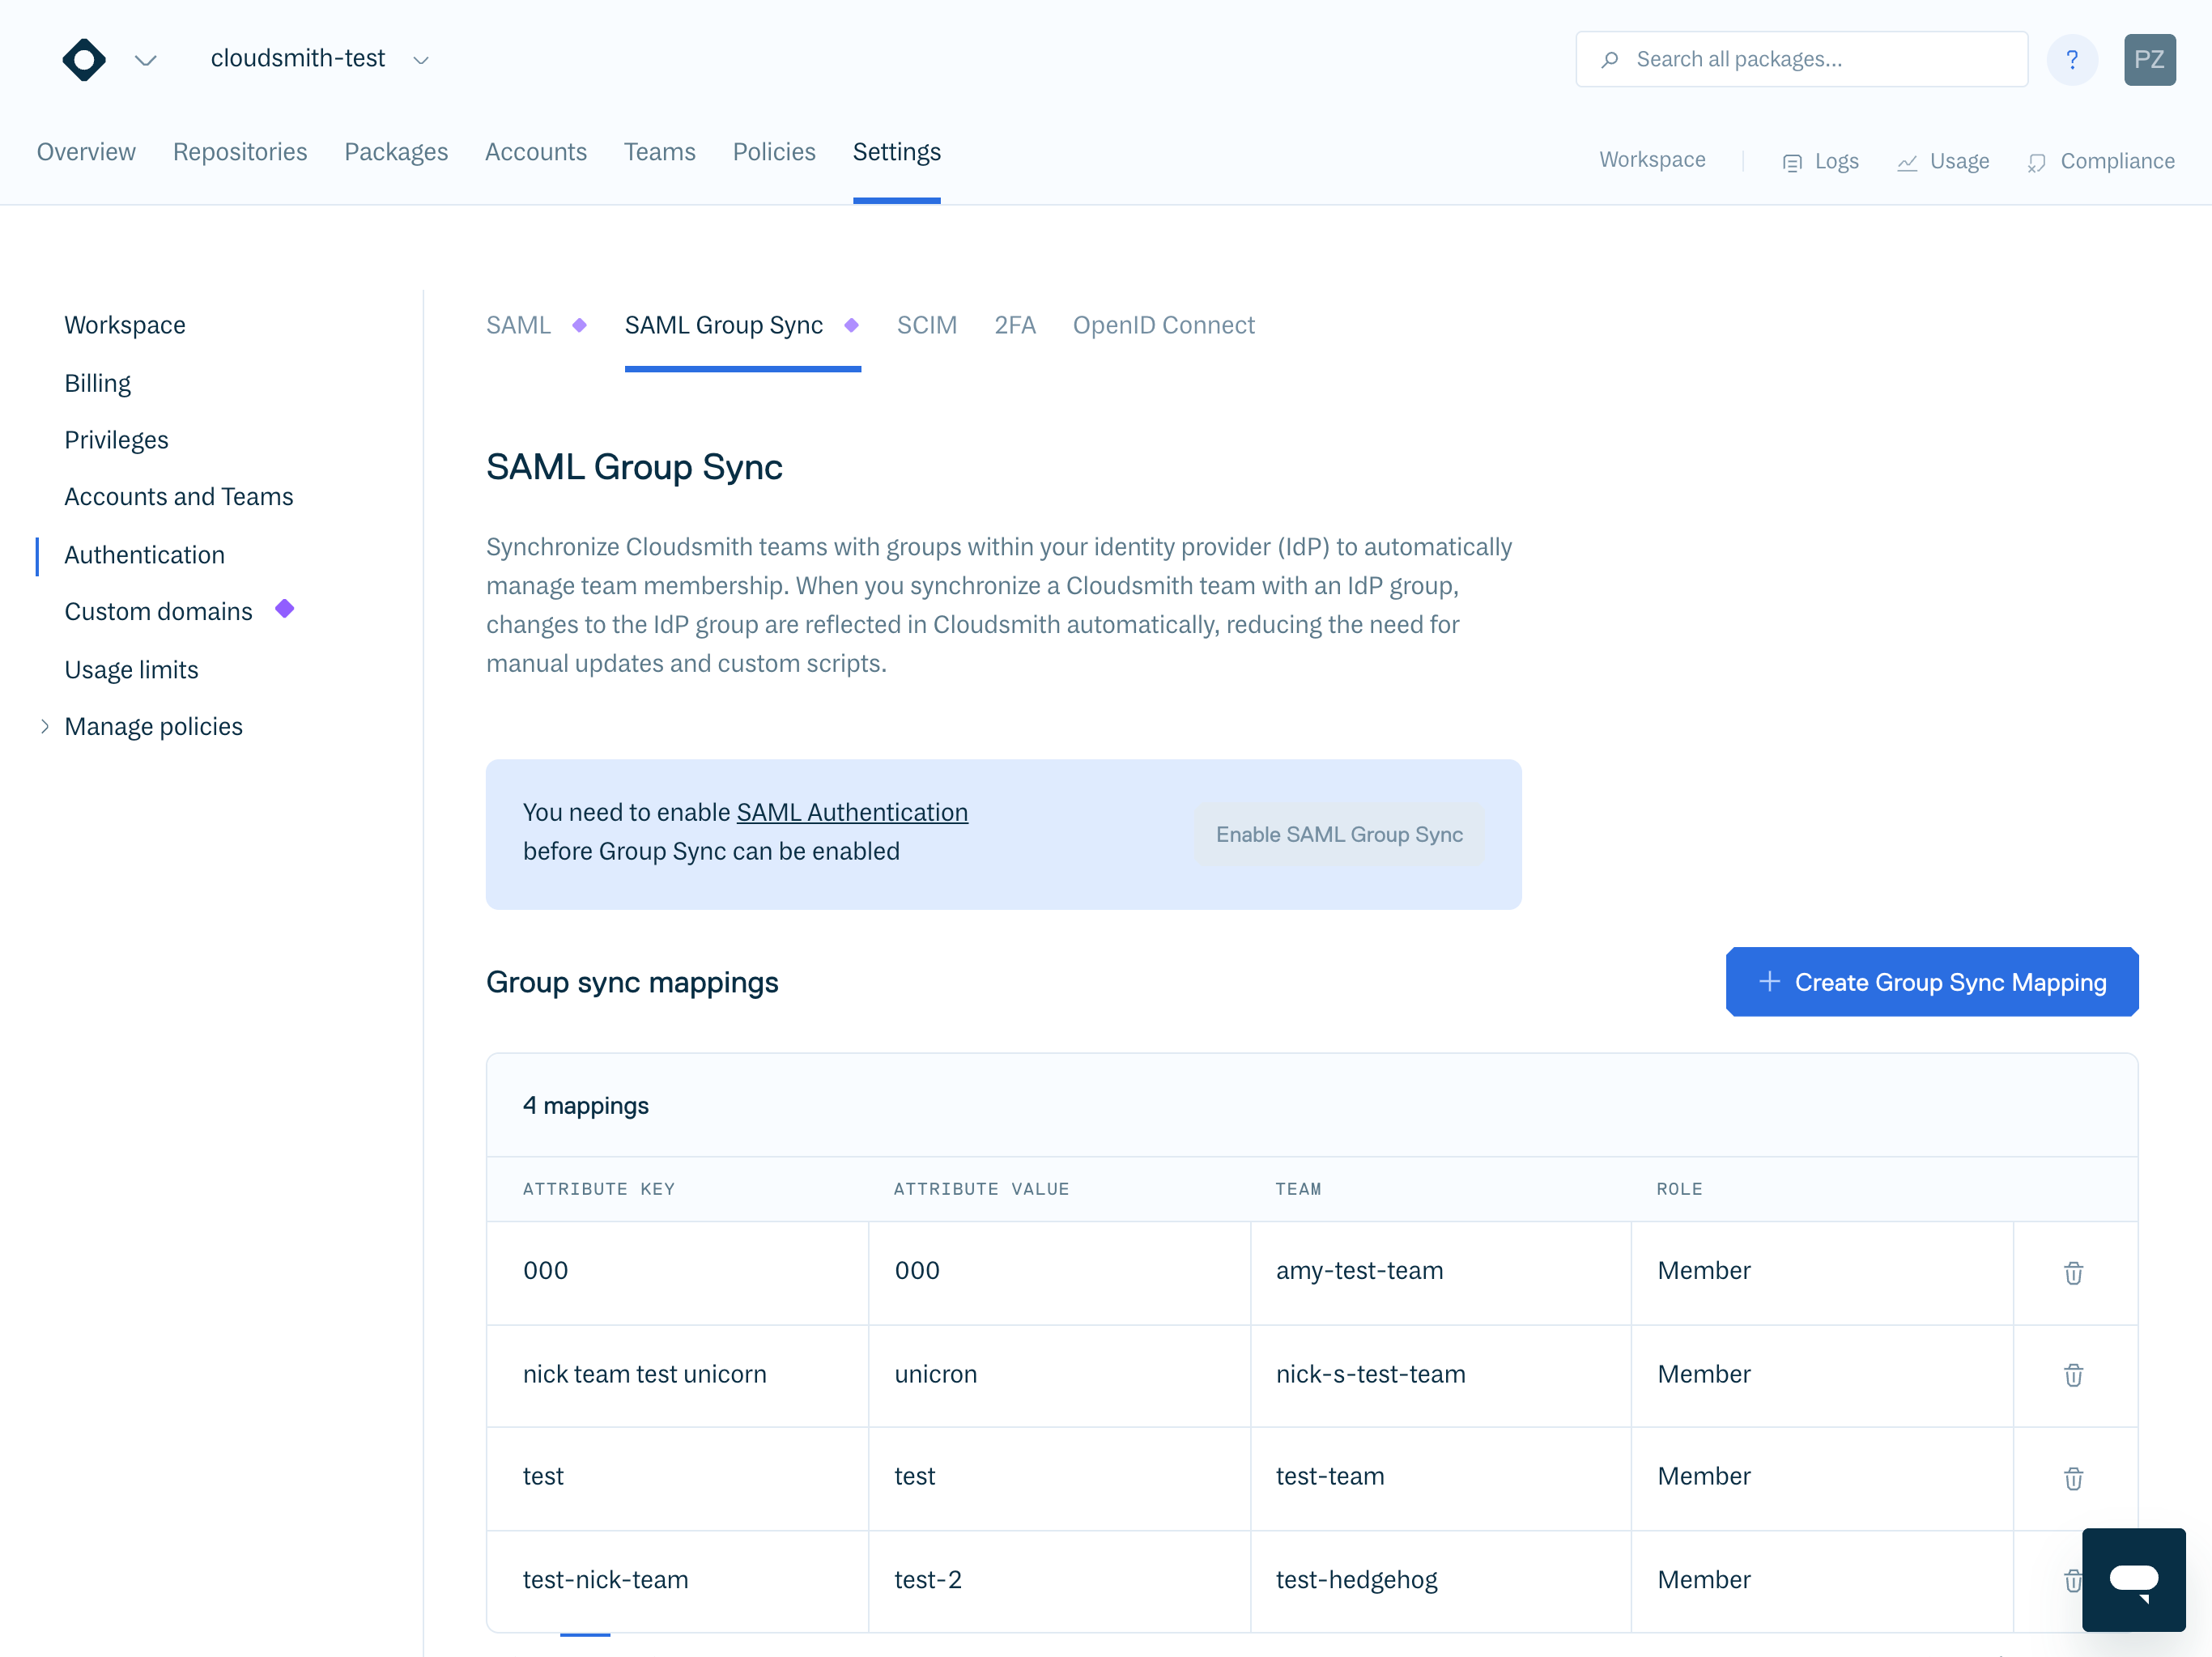 cloudsmith-test
Search all packages...
?
PZ
Overview
Repositories
Packages
Accounts
Teams
Policies
Settings
Workspace
Logs
Usage
Compliance
Workspace
Billing
Privileges
Accounts and Teams
Authentication
Custom domains
Usage limits
Manage policies
SAML
SAML Group Sync
SCIM
2FA
OpenID Connect
SAML Group Sync
Synchronize Cloudsmith teams with groups within your identity provider (IdP) to automatically
manage team membership. When you synchronize a Cloudsmith team with an IdP group,
changes to the IdP group are reflected in Cloudsmith automatically, reducing the need for
manual updates and custom scripts.
You need to enable SAML Authentication
before Group Sync can be enabled
Enable SAML Group Sync
Group sync mappings
Create Group Sync Mapping
4 mappings
ATTRIBUTE KEY
ATTRIBUTE VALUE
TEAM
ROLE
000
000
amy-test-team
Member
nick team test unicorn
unicron
nick-s-test-team
Member
test
test
test-team
Member
test-nick-team
test-2
test-hedgehog
Member